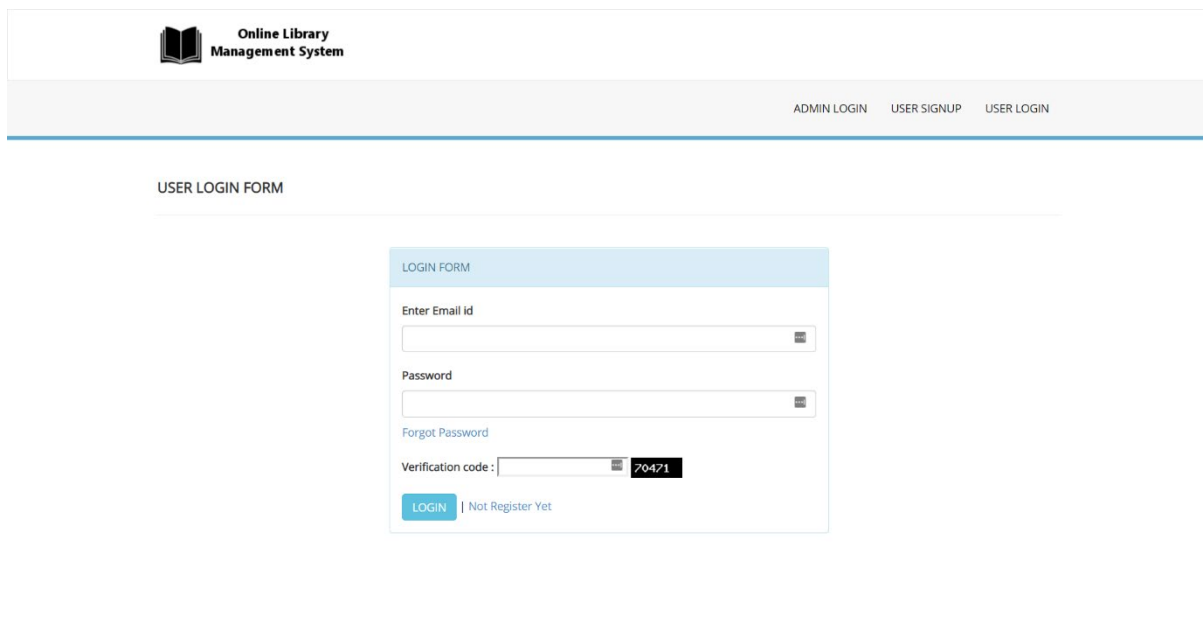 Online Library
Management System
ADMIN LOGIN USER SIGNUP USER LOGIN
USER LOGIN FORM
LOGIN FORM
Enter Email id
Password
Forgot Password
Verification code : 70471
LOGIN | Not Register Yet